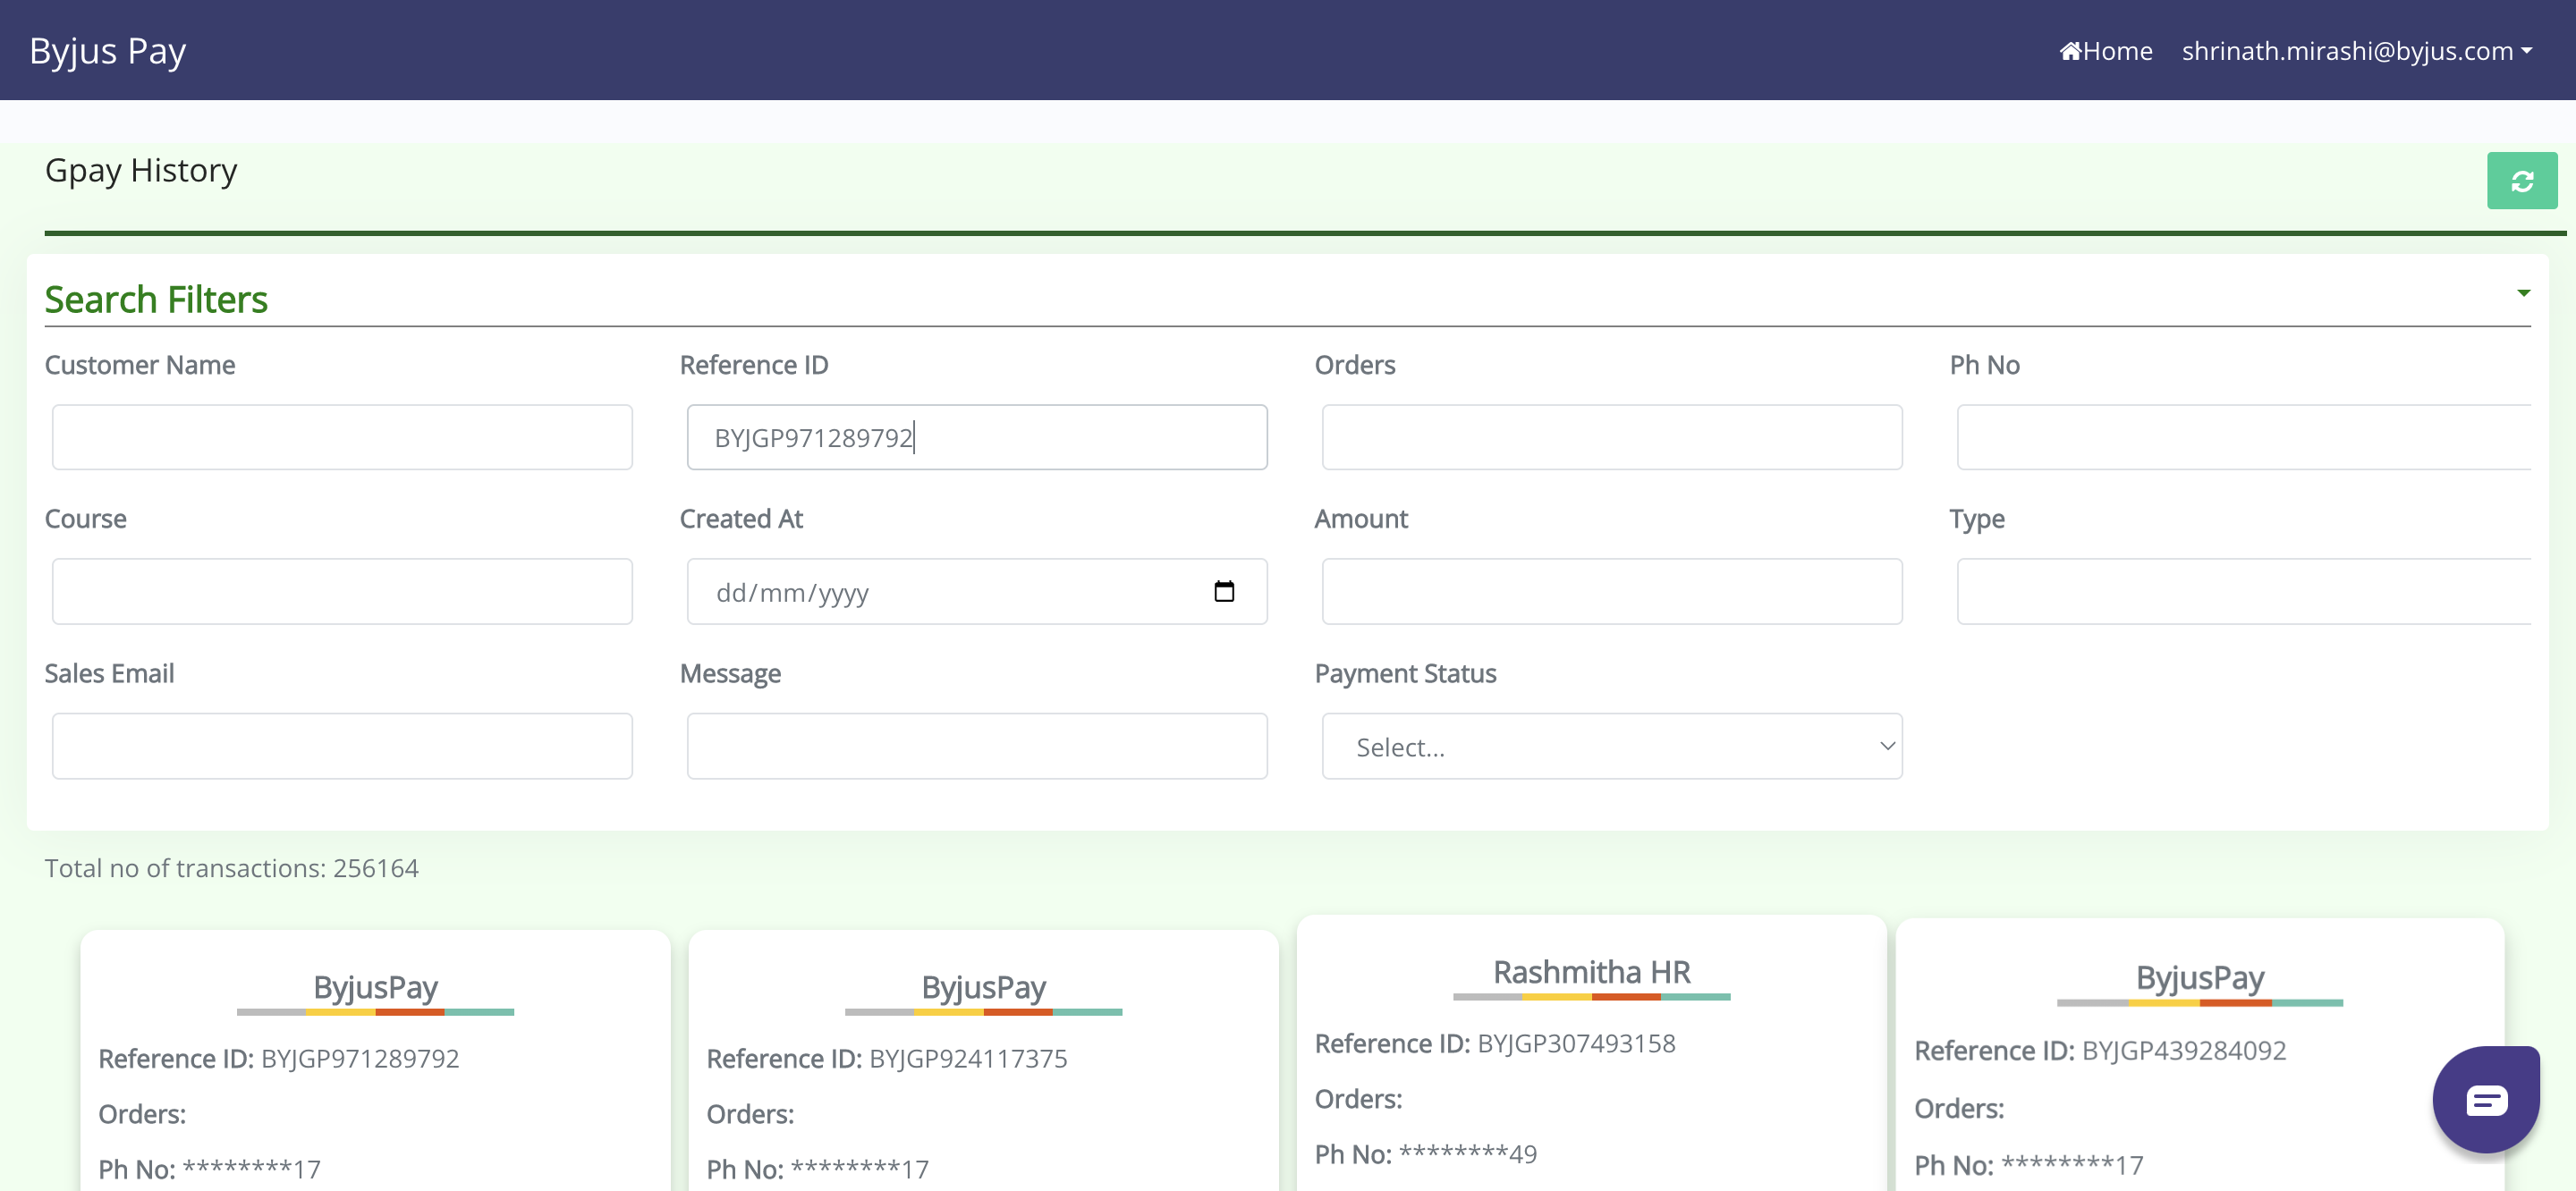 Byjus Pay
Home shrinath.mirashi@byjus.com
Gpay History
Search Filters
Customer Name Reference ID Orders Ph No
BYJGP971289792
Course Created At Amount Type
dd/mm/yyyy
Sales Email Message Payment Status
Select...
Total no of transactions: 256164
ByjusPay
Reference ID: BYJGP971289792
Orders:
Ph No: ********17
ByjusPay
Reference ID: BYJGP924117375
Orders:
Ph No: ********17
Rashmitha HR
Reference ID: BYJGP307493158
Orders:
Ph No: ********49
ByjusPay
Reference ID: BYJGP439284092
Orders:
Ph No: ********17